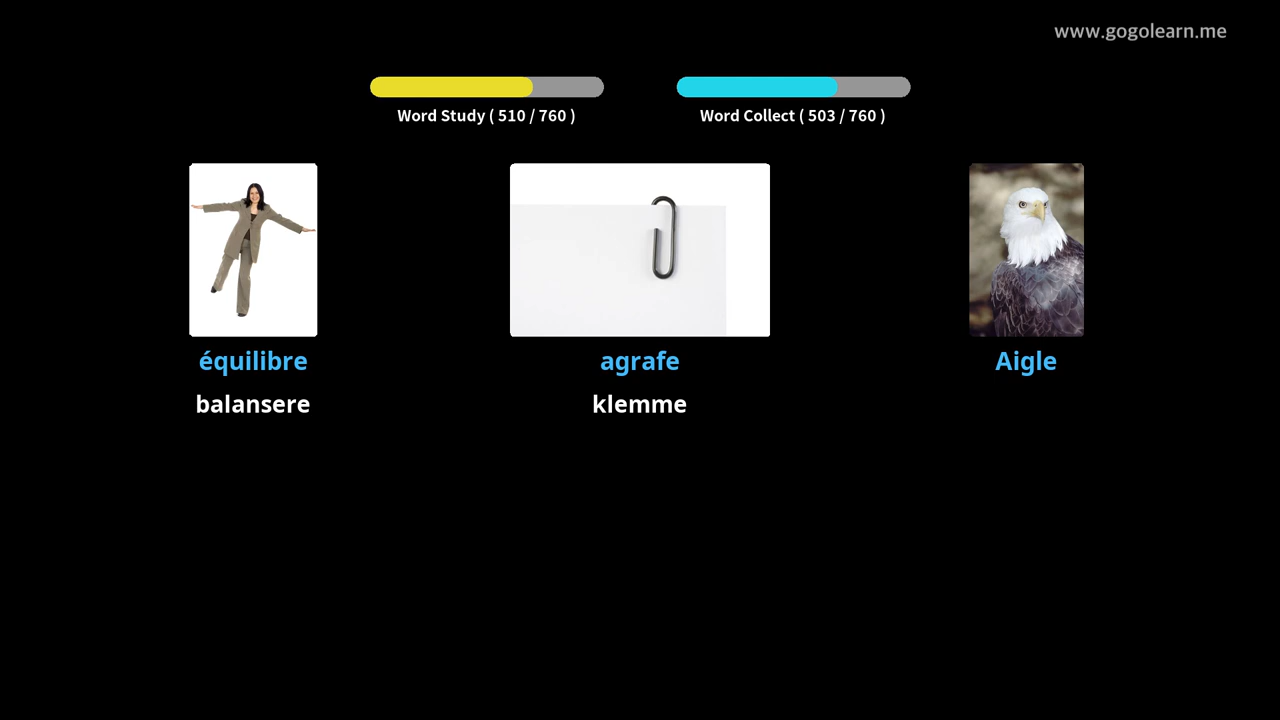 www.gogolearn.me
Word Study ( 510 / 760 )
Word Collect ( 503 / 760 )
équilibre
balansere
agrafe
klemme
Aigle